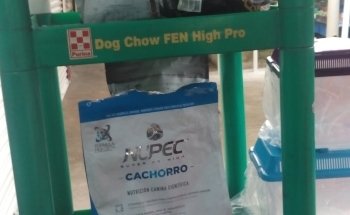 Purina
Dog Chow FEN High Pro
NUPEC
CACHORRO
NUTRICIÓN CANINA CIENTÍFICA